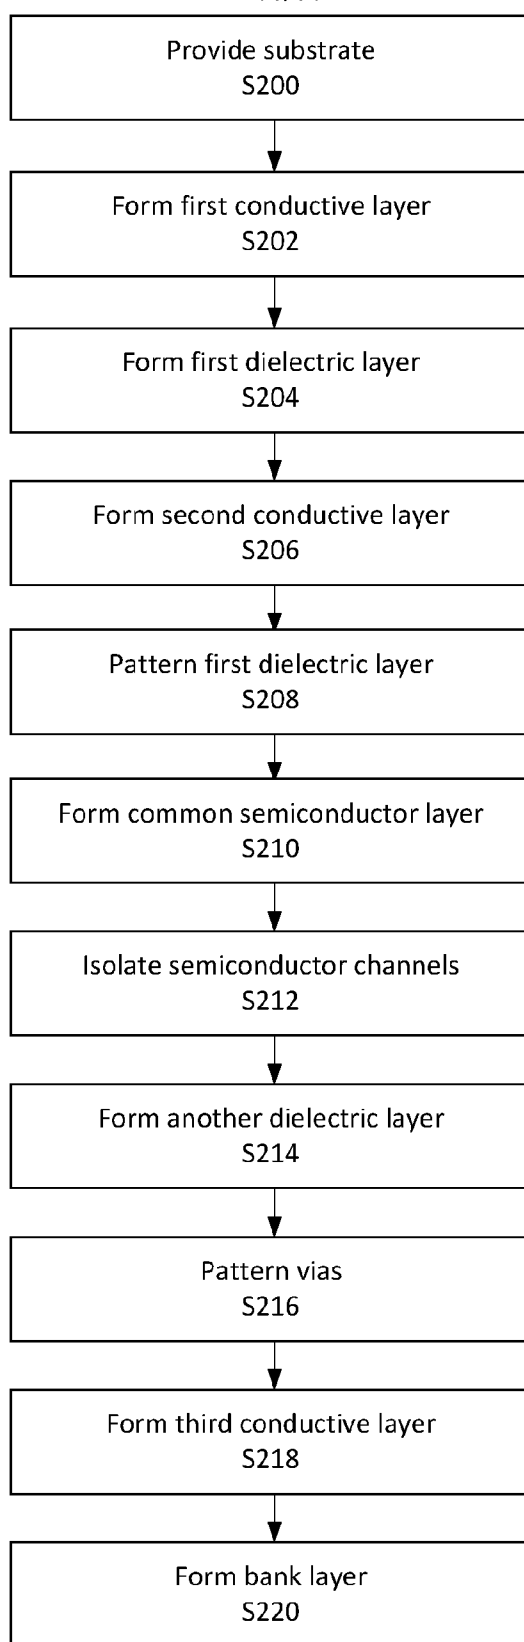 Provide substrate
S200
Form first conductive layer
S202
Form first dielectric layer
S204
Form second conductive layer
S206
Pattern first dielectric layer
S208
Form common semiconductor layer
S210
Isolate semiconductor channels
S212
Form another dielectric layer
S214
Pattern vias
S216
Form third conductive layer
S218
Form bank layer
S220